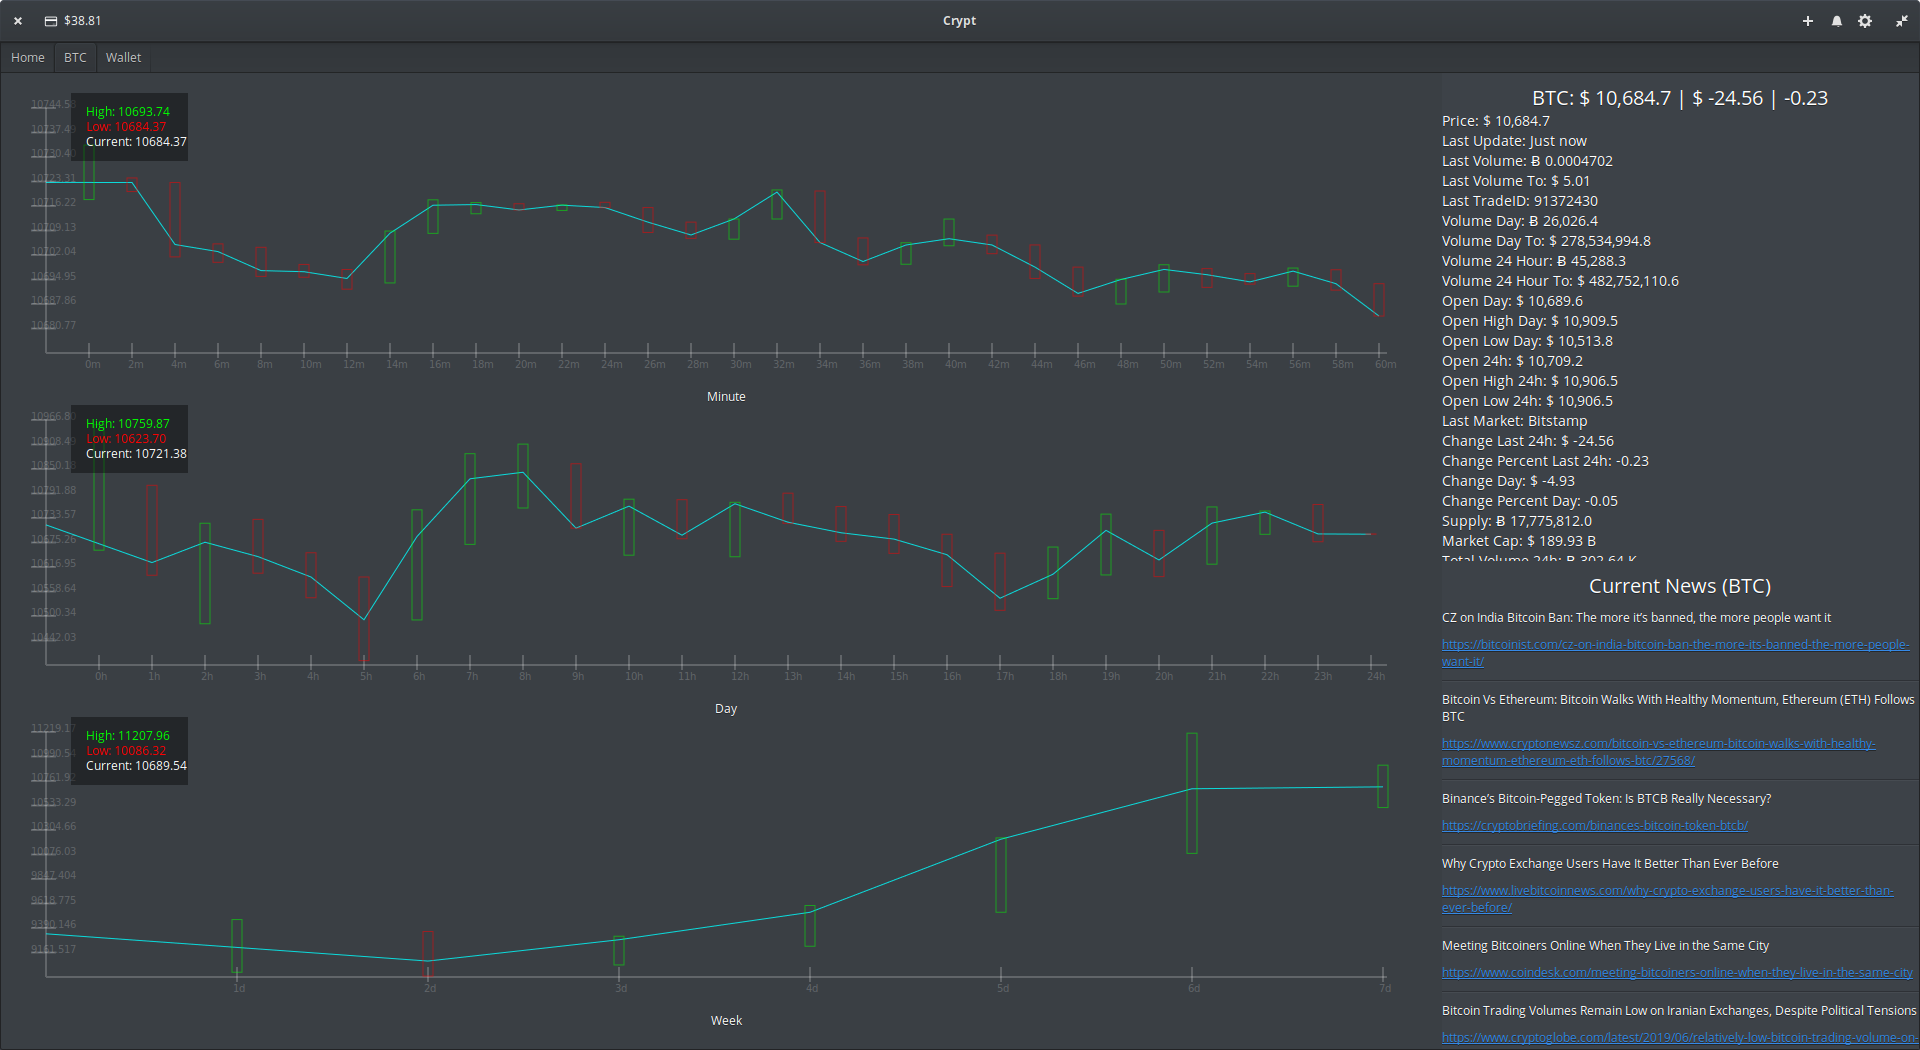 $38.81
Crypt
Home
BTC
Wallet
High: 10693.74
Low: 10684.37
Current: 10684.37
10744.58
10737.49
10730.40
10723.31
10716.22
10709.13
10702.04
10694.95
10687.86
10680.77
0m 2m 4m 6m 8m 10m 12m 14m 16m 18m 20m 22m 24m 26m 28m 30m 32m 34m 36m 38m 40m 42m 44m 46m 48m 50m 52m 54m 56m 58m 60m
Minute
High: 10759.87
Low: 10623.70
Current: 10721.38
10966.80
10908.49
10850.18
10791.88
10733.57
10675.26
10616.95
10558.64
10500.34
10442.03
0h 1h 2h 3h 4h 5h 6h 7h 8h 9h 10h 11h 12h 13h 14h 15h 16h 17h 18h 19h 20h 21h 22h 23h 24h
Day
High: 11207.96
Low: 10086.32
Current: 10689.54
11219.17
10990.54
10761.92
10533.29
10304.66
10076.03
9847.404
9618.775
9390.146
9161.517
1d 2d 3d 4d 5d 6d 7d
Week
BTC: $ 10,684.7 | $ -24.56 | -0.23
Price: $ 10,684.7
Last Update: Just now
Last Volume: Ƀ 0.0004702
Last Volume To: $ 5.01
Last TradeID: 91372430
Volume Day: Ƀ 26,026.4
Volume Day To: $ 278,534,994.8
Volume 24 Hour: Ƀ 45,288.3
Volume 24 Hour To: $ 482,752,110.6
Open Day: $ 10,689.6
Open High Day: $ 10,909.5
Open Low Day: $ 10,513.8
Open 24h: $ 10,709.2
Open High 24h: $ 10,906.5
Open Low 24h: $ 10,906.5
Last Market: Bitstamp
Change Last 24h: $ -24.56
Change Percent Last 24h: -0.23
Change Day: $ -4.93
Change Percent Day: -0.05
Supply: Ƀ 17,775,812.0
Market Cap: $ 189.93 B
Total Volume 24h: Ƀ 302.64 K
Current News (BTC)
CZ on India Bitcoin Ban: The more it’s banned, the more people want it
https://bitcoinist.com/cz-on-india-bitcoin-ban-the-more-its-banned-the-more-people-
want-it/
Bitcoin Vs Ethereum: Bitcoin Walks With Healthy Momentum, Ethereum (ETH) Follows
BTC
https://www.cryptonewsz.com/bitcoin-vs-ethereum-bitcoin-walks-with-healthy-
momentum-ethereum-eth-follows-btc/27568/
Binance’s Bitcoin-Pegged Token: Is BTCB Really Necessary?
https://cryptobriefing.com/binances-bitcoin-token-btcb/
Why Crypto Exchange Users Have It Better Than Ever Before
https://www.livebitcoinnews.com/why-crypto-exchange-users-have-it-better-than-
ever-before/
Meeting Bitcoiners Online When They Live in the Same City
https://www.coindesk.com/meeting-bitcoiners-online-when-they-live-in-the-same-city
Bitcoin Trading Volumes Remain Low on Iranian Exchanges, Despite Political Tensions
https://www.cryptoglobe.com/latest/2019/06/relatively-low-bitcoin-trading-volume-on-